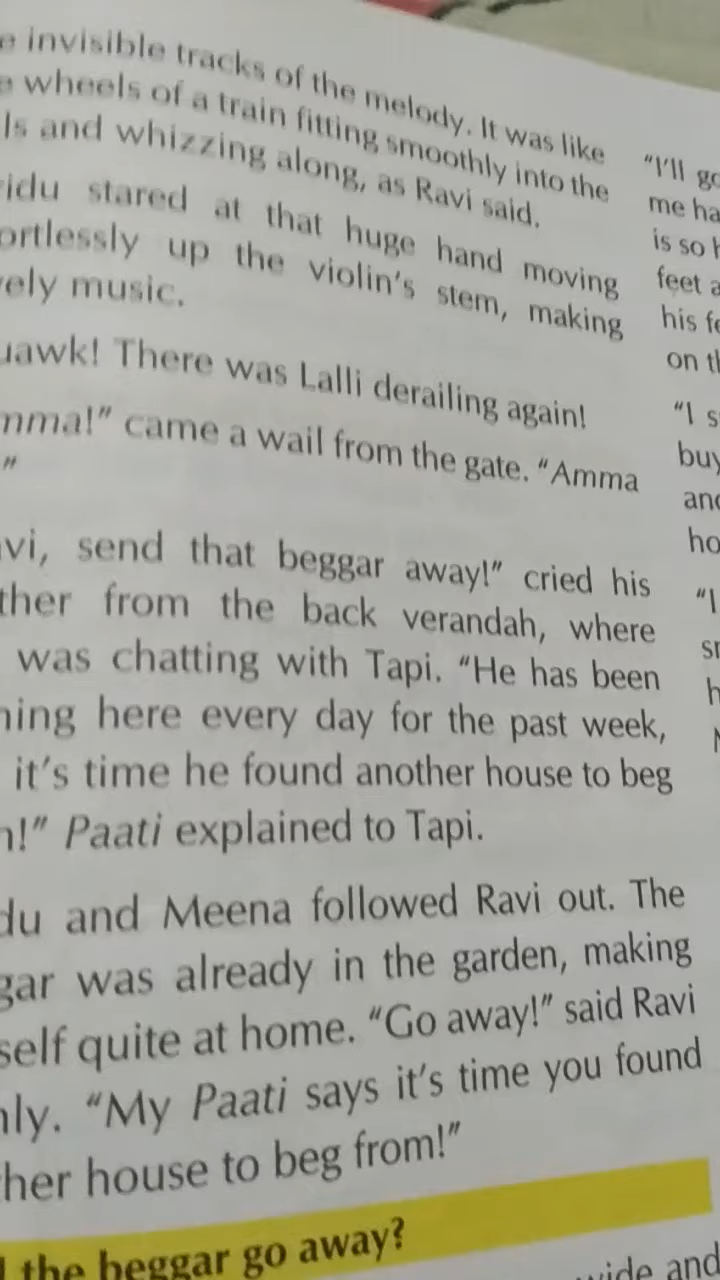 e invisible tracks of the melody. It was like
e wheels of a train fitting smoothly into the
ls and whizzing along, as Ravi said.
idu stared at that huge hand moving
ortlessly up the violin's stem, making
ely music.
uawk! There was Lalli derailing again!
mma!" came a wail from the gate. "Amma
"
vi, send that beggar away!" cried his
ther from the back verandah, where
was chatting with Tapi. "He has been
ning here every day for the past week,
it's time he found another house to beg
n!" Paati explained to Tapi.
du and Meena followed Ravi out. The
gar was already in the garden, making
self quite at home. "Go away!" said Ravi
nly. "My Paati says it's time you found
her house to beg from!"
the beggar go away?
"I'll go
me ha
is so h
feet a
his fe
on th
"I s
buy
and
ho
"I
sr
h
wide and